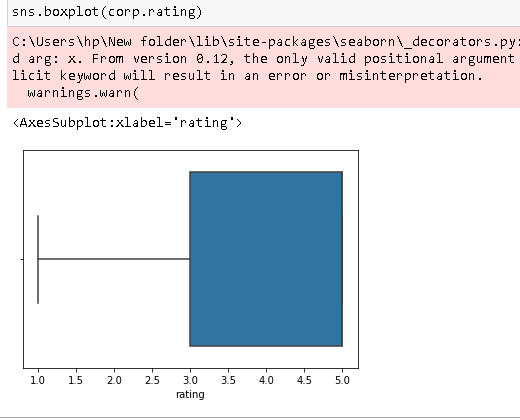 sns.boxplot(corp.rating)
C:\Users\hp\New folder\lib\site-packages\seaborn\_decorators.py:
d arg: x. From version 0.12, the only valid positional argument
licit keyword will result in an error or misinterpretation.
warnings.warn(
<AxesSubplot:xlabel='rating'>
1.0 1.5 2.0 2.5 3.0 3.5 4.0 4.5 5.0
rating